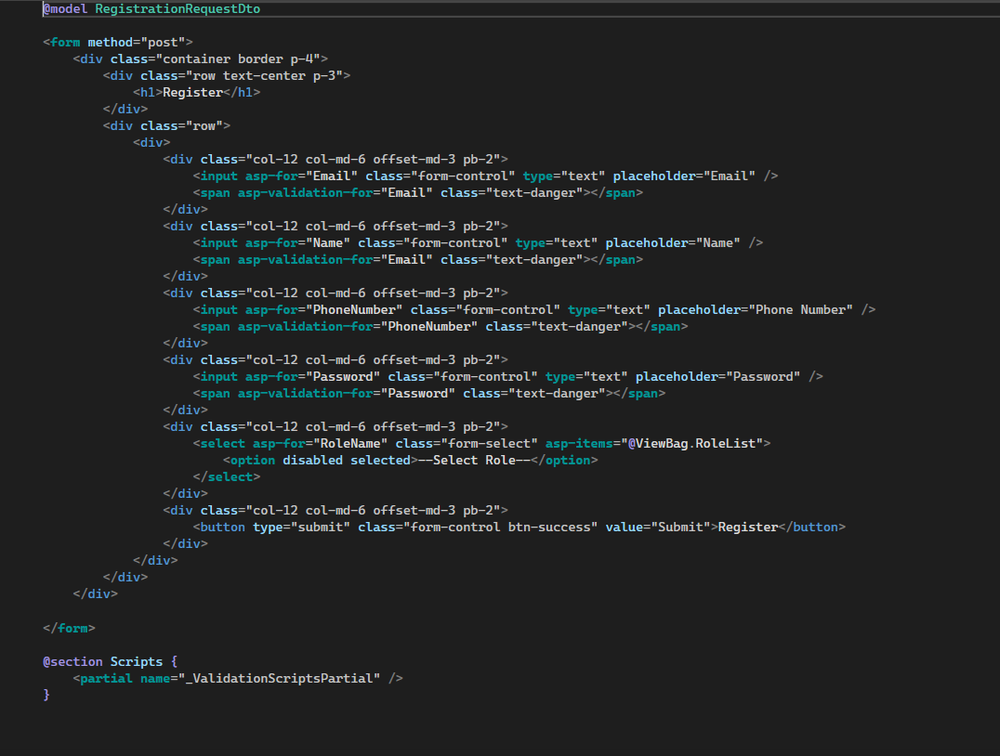 @model RegistrationRequestDto
<form method="post">
<div class="container border p-4">
<div class="row text-center p-3">
<h1>Register</h1>
</div>
<div class="row">
<div>
<div class="col-12 col-md-6 offset-md-3 pb-2">
<input asp-for="Email" class="form-control" type="text" placeholder="Email" />
<span asp-validation-for="Email" class="text-danger"></span>
</div>
<div class="col-12 col-md-6 offset-md-3 pb-2">
<input asp-for="Name" class="form-control" type="text" placeholder="Name" />
<span asp-validation-for="Email" class="text-danger"></span>
</div>
<div class="col-12 col-md-6 offset-md-3 pb-2">
<input asp-for="PhoneNumber" class="form-control" type="text" placeholder="Phone Number" />
<span asp-validation-for="PhoneNumber" class="text-danger"></span>
</div>
<div class="col-12 col-md-6 offset-md-3 pb-2">
<input asp-for="Password" class="form-control" type="text" placeholder="Password" />
<span asp-validation-for="Password" class="text-danger"></span>
</div>
<div class="col-12 col-md-6 offset-md-3 pb-2">
<select asp-for="RoleName" class="form-select" asp-items="@ViewBag.RoleList">
<option disabled selected>--Select Role--</option>
</select>
</div>
<div class="col-12 col-md-6 offset-md-3 pb-2">
<button type="submit" class="form-control btn-success" value="Submit">Register</button>
</div>
</div>
</div>
</div>
</form>
@section Scripts {
<partial name="_ValidationScriptsPartial" />
}